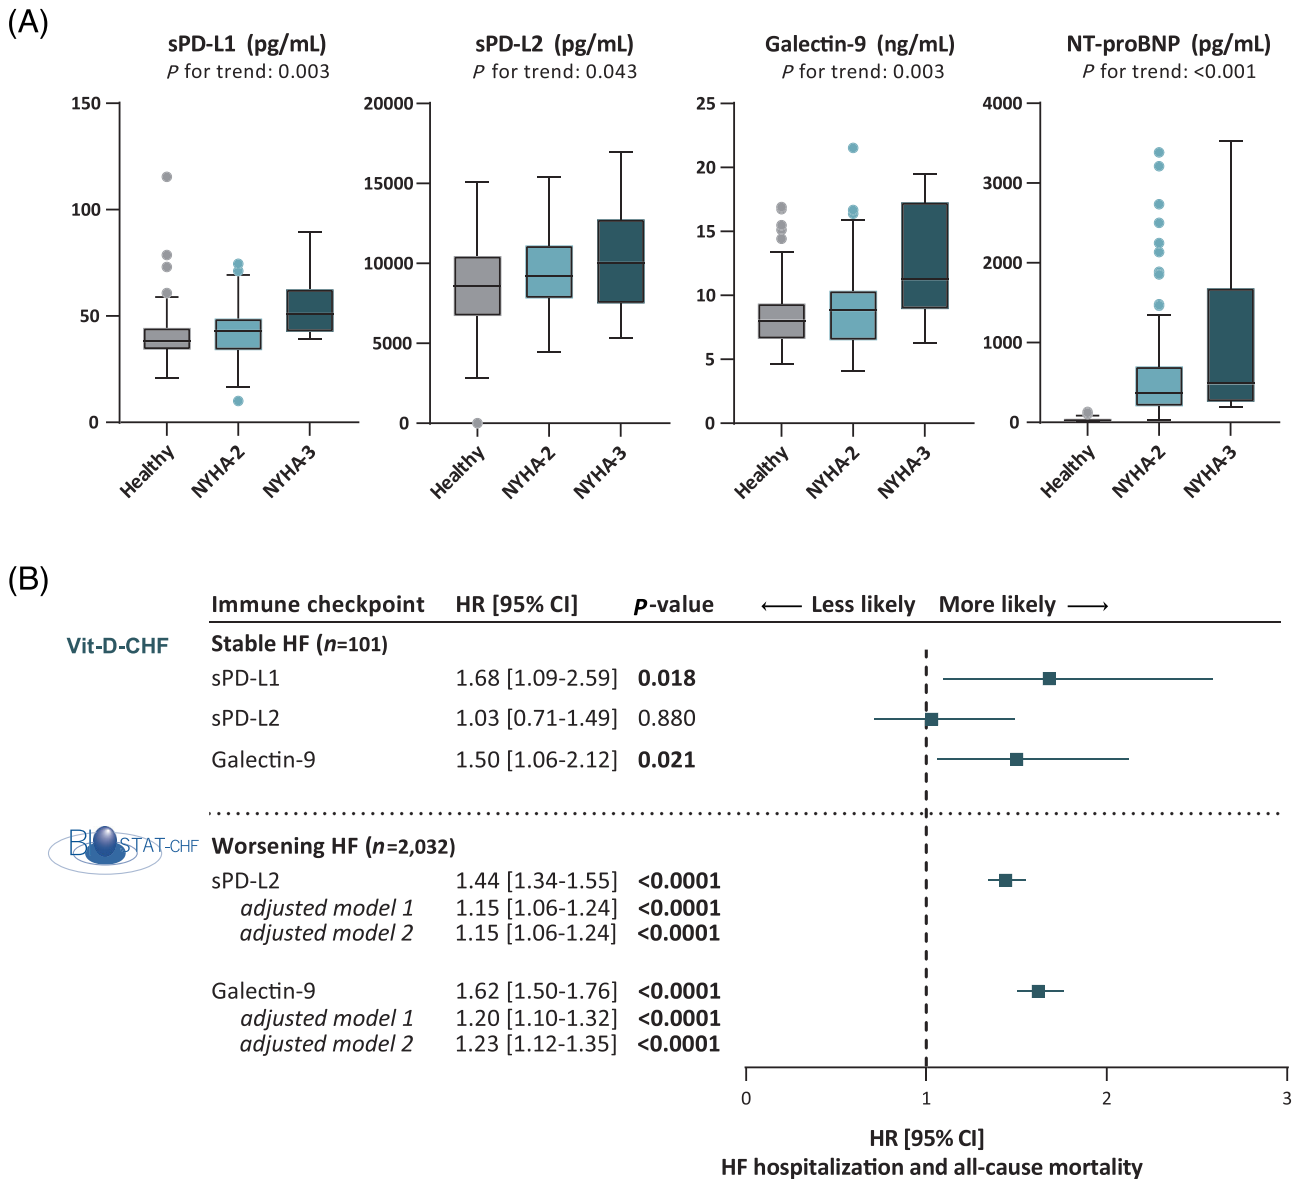 (A)
sPD-L1 (pg/mL)
P for trend: 0.003
150
100
50
0
Healthy
NYHA-2
NYHA-3
sPD-L2 (pg/mL)
P for trend: 0.043
20000
15000
10000
5000
0
Healthy
NYHA-2
NYHA-3
Galectin-9 (ng/mL)
P for trend: 0.003
25
20
15
10
5
0
Healthy
NYHA-2
NYHA-3
NT-proBNP (pg/mL)
P for trend: <0.001
4000
3000
2000
1000
0
Healthy
NYHA-2
NYHA-3
(B)
Immune checkpoint HR [95% CI] P-value ← Less likely More likely →
Vit-D-CHF Stable HF (n=101)
sPD-L1 1.68 [1.09-2.59] 0.018
sPD-L2 1.03 [0.71-1.49] 0.880
Galectin-9 1.50 [1.06-2.12] 0.021
BIOSTAT-CHF Worsening HF (n=2,032)
sPD-L2 1.44 [1.34-1.55] <0.0001
adjusted model 1 1.15 [1.06-1.24] <0.0001
adjusted model 2 1.15 [1.06-1.24] <0.0001
Galectin-9 1.62 [1.50-1.76] <0.0001
adjusted model 1 1.20 [1.10-1.32] <0.0001
adjusted model 2 1.23 [1.12-1.35] <0.0001
0 1 2 3
HR [95% CI]
HF hospitalization and all-cause mortality